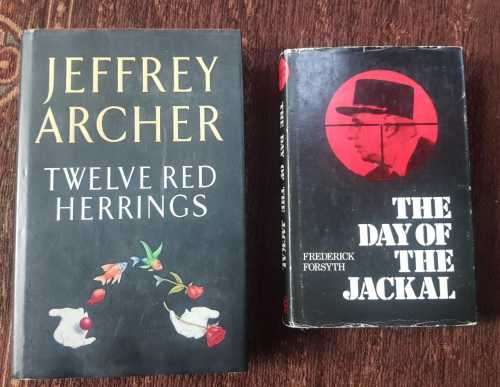 JEFFREY
ARCHER
TWELVE RED
HERRINGS
THE DAY OF THE JACKAL
THE
DAY OF
THE
JACKAL
FREDERICK
FORSYTH